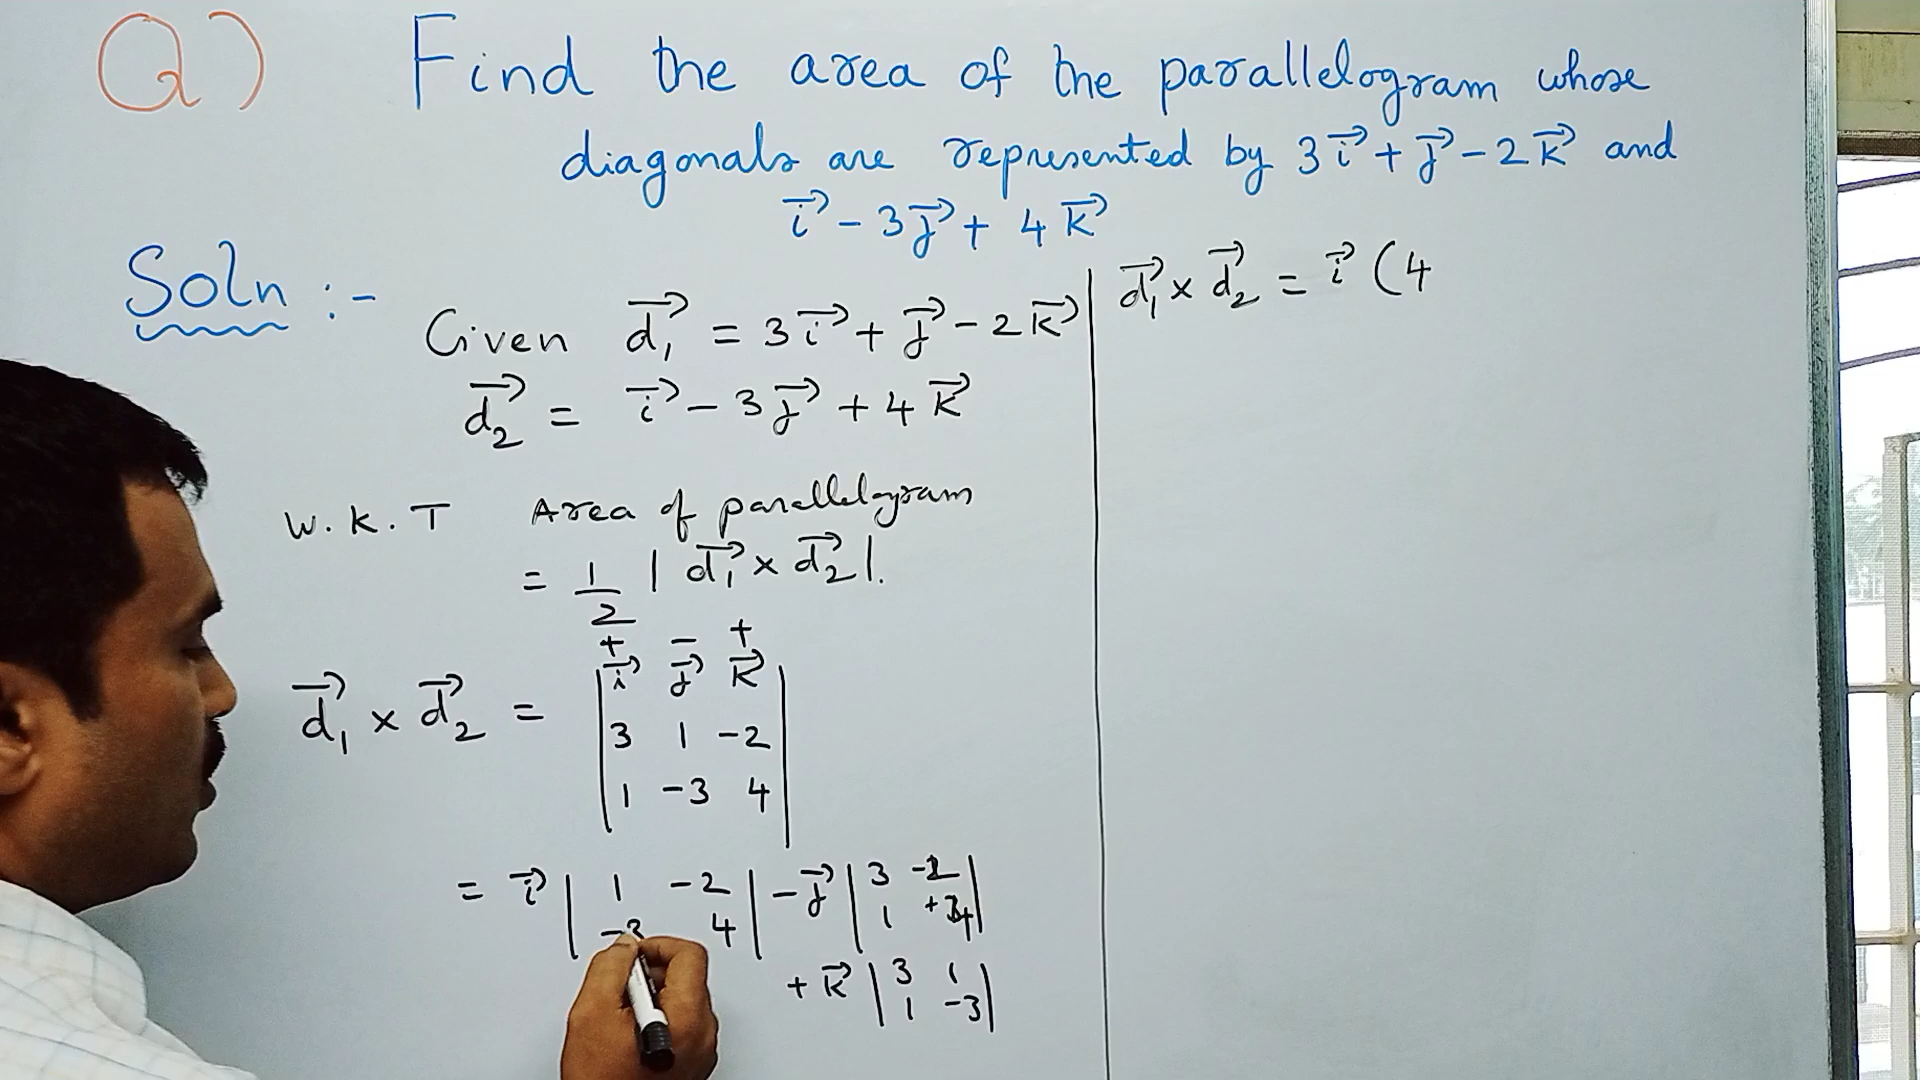 Q) Find the area of the parallelogram whose
diagonals are represented by 3i⃗ + j⃗ - 2k⃗ and
i⃗ - 3j⃗ + 4k⃗
Soln :-
Given d₁⃗ = 3i⃗ + j⃗ - 2k⃗
d₂⃗ = i⃗ - 3j⃗ + 4k⃗
W.K.T Area of parallelogram
= 1/2 | d₁⃗ × d₂⃗ |.
+ - +
i⃗ j⃗ k⃗
d₁⃗ × d₂⃗ = | 3 1 -2 |
1 -3 4
= i⃗ | 1 -2 | - j⃗ | 3 -2 |
-3 4 1 +4
+ k⃗ | 3 1 |
1 -3
d₁⃗ × d₂⃗ = i⃗ (4